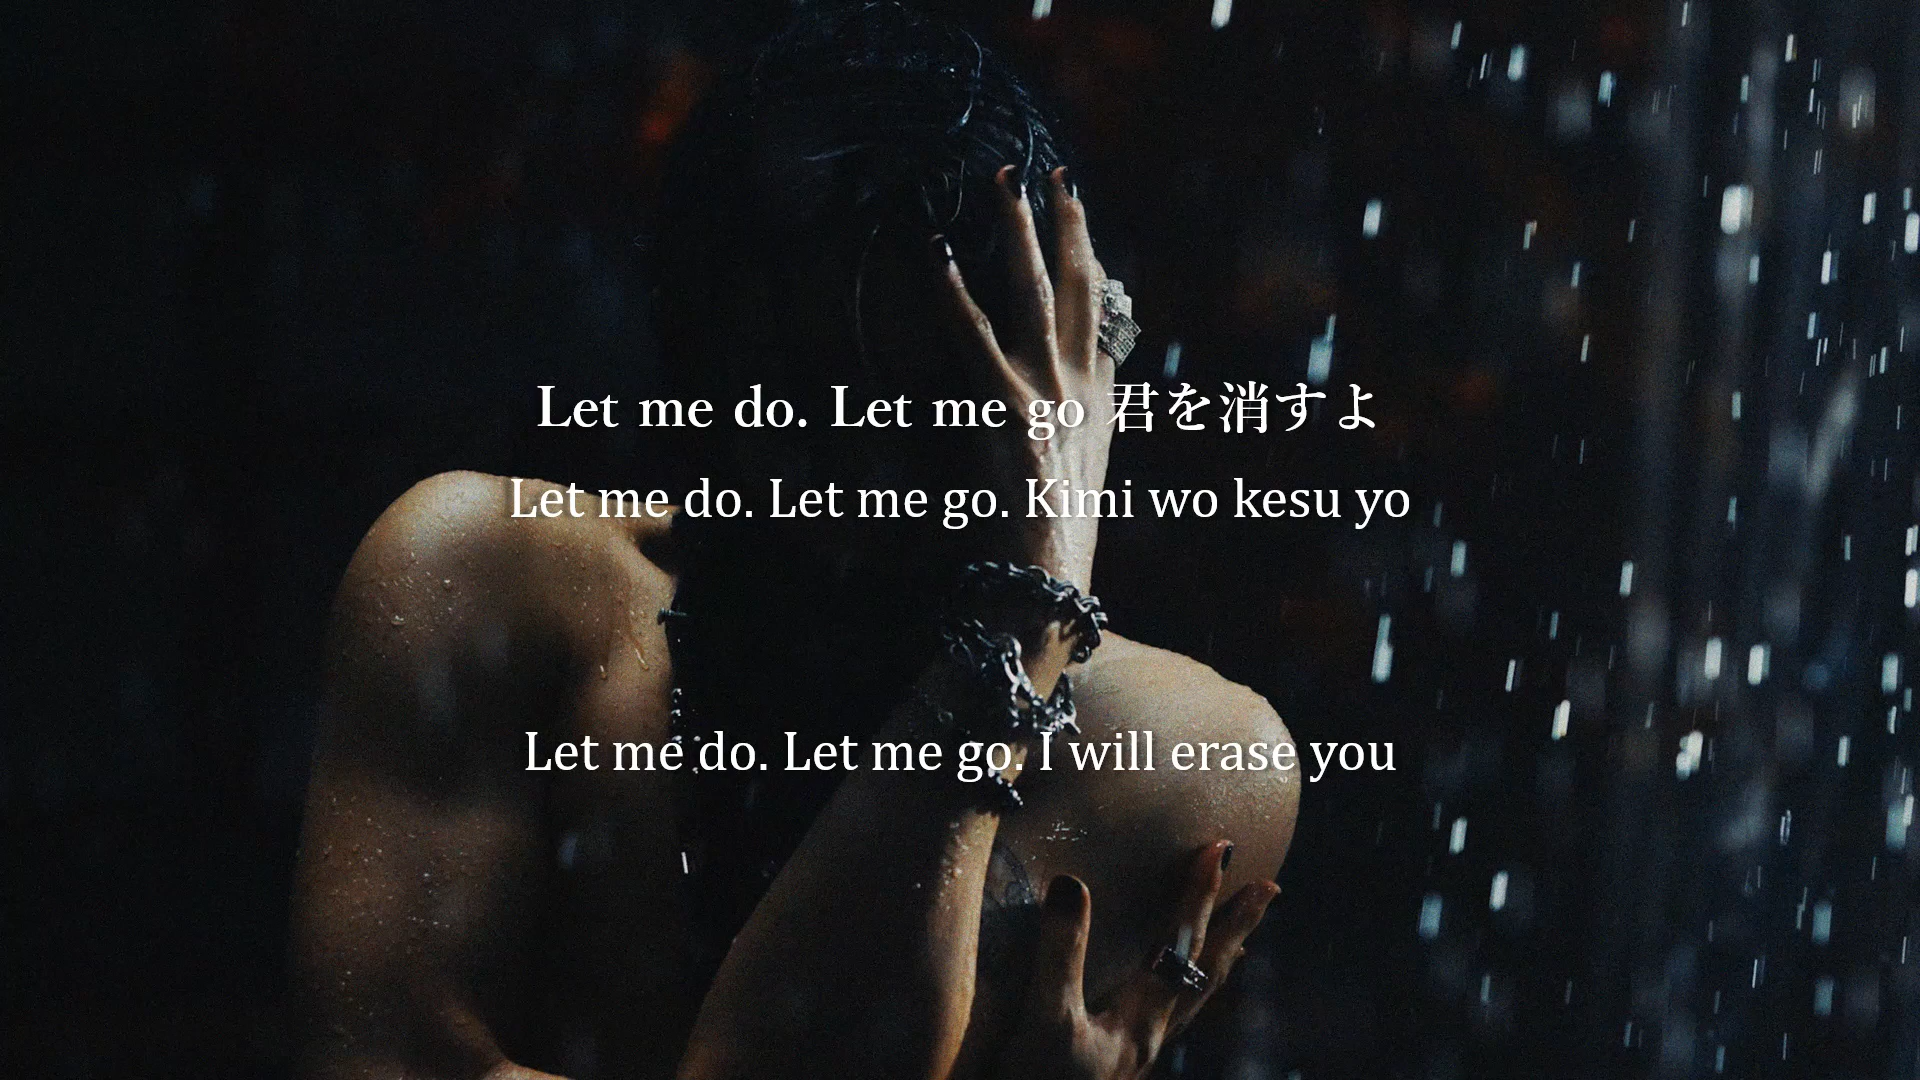 Let me do. Let me go 君を消すよ
Let me do. Let me go. Kimi wo kesu yo
Let me do. Let me go. I will erase you